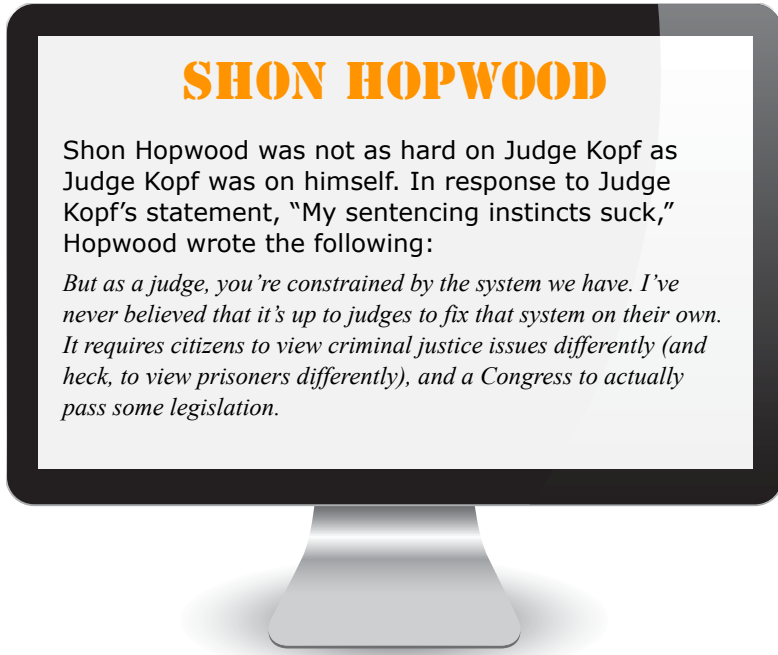 SHON HOPWOOD
Shon Hopwood was not as hard on Judge Kopf as
Judge Kopf was on himself. In response to Judge
Kopf’s statement, “My sentencing instincts suck,”
Hopwood wrote the following:
But as a judge, you’re constrained by the system we have. I’ve
never believed that it’s up to judges to fix that system on their own.
It requires citizens to view criminal justice issues differently (and
heck, to view prisoners differently), and a Congress to actually
pass some legislation.